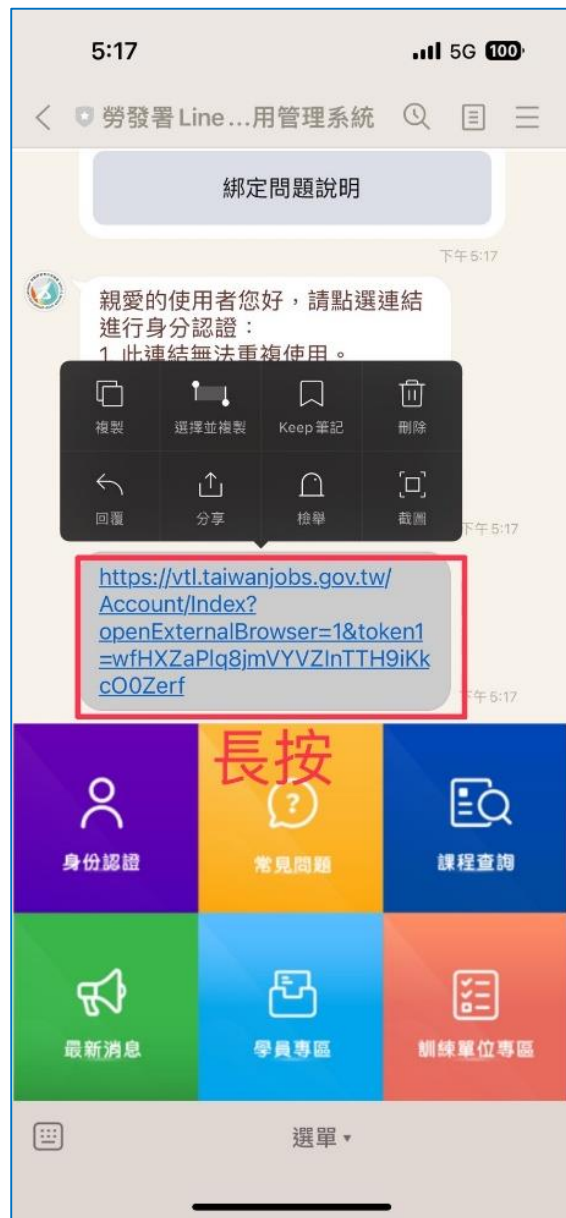 5:17
5G 100
勞發署 Line...用管理系統
綁定問題說明
下午 5:17
親愛的使用者您好，請點選連結
進行身分認證：
1. 此連結無法重複使用。
複製 選擇並複製 Keep 筆記 刪除
回覆 分享 檢舉 截圖
下午 5:17
https://vtl.taiwanjobs.gov.tw/
Account/Index?
openExternalBrowser=1&token1
=wfHXZaPlq8jmVYVZlnTTH9iKk
cO0Zerf
下午 5:17
長按
身份認證 常見問題 課程查詢
最新消息 學員專區 訓練單位專區
選單▾